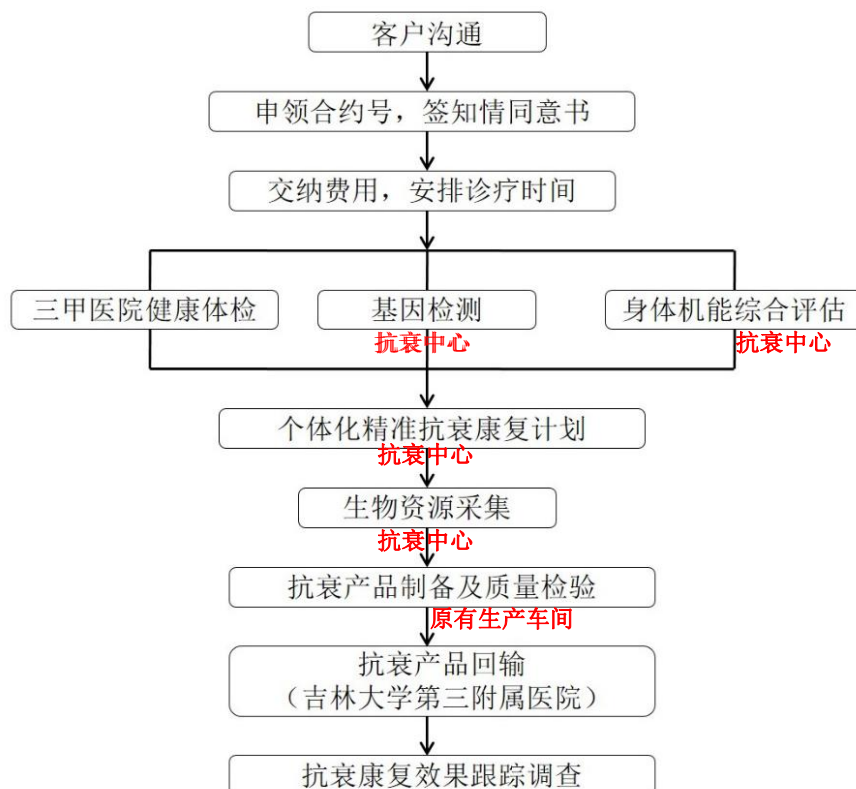 客户沟通
申领合约号，签知情同意书
交纳费用，安排诊疗时间
三甲医院健康体检
基因检测
身体机能综合评估
抗衰中心
抗衰中心
个体化精准抗衰康复计划
抗衰中心
生物资源采集
抗衰中心
抗衰产品制备及质量检验
原有生产车间
抗衰产品回输
（吉林大学第三附属医院）
抗衰康复效果跟踪调查